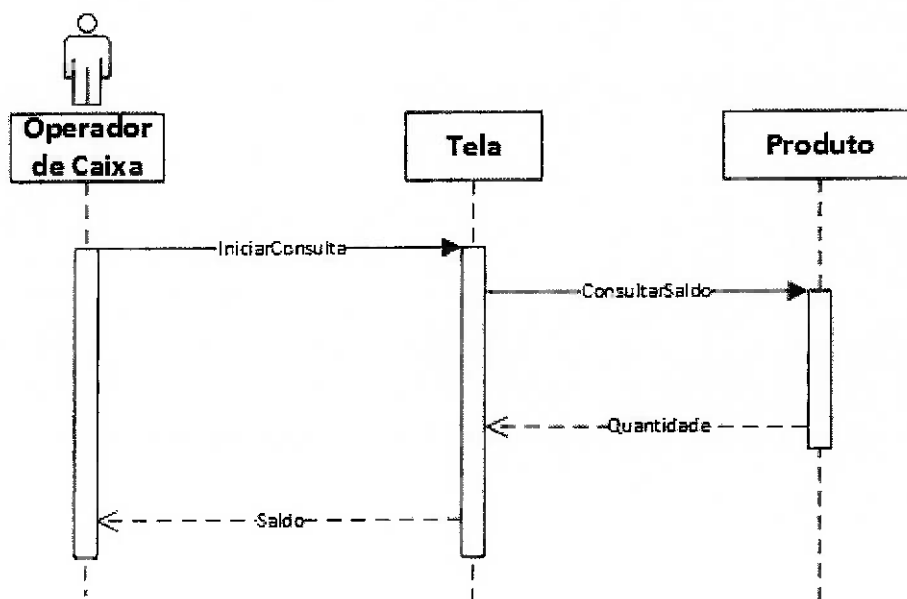 Operador
de Caixa
Tela
Produto
IniciarConsulta
ConsultarSaldo
Quantidade
Saldo